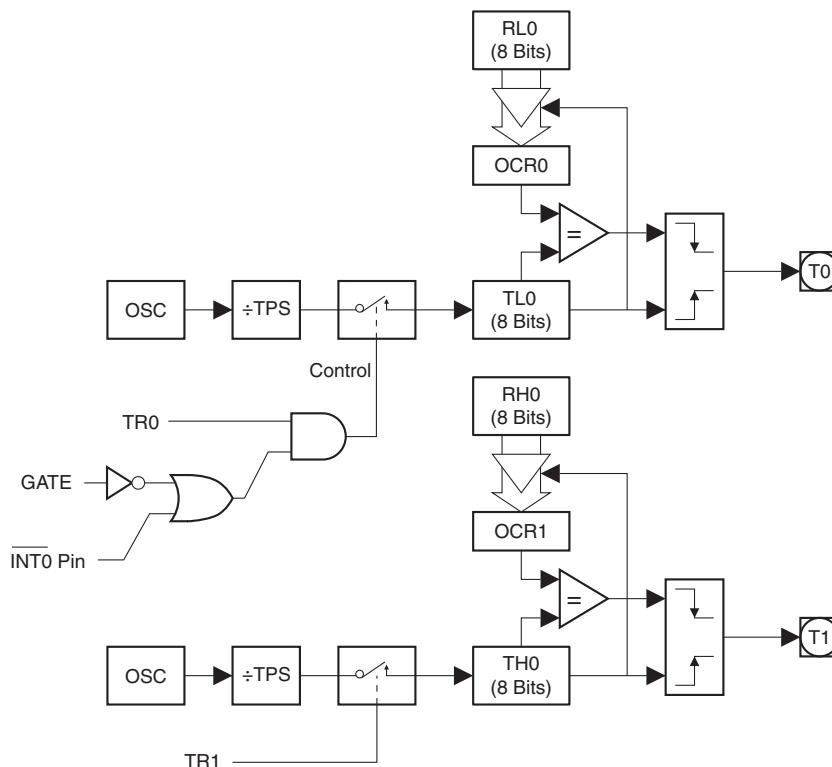 RL0
(8 Bits)
OCR0
=
T0
OSC
÷TPS
TL0
(8 Bits)
Control
TR0
RH0
(8 Bits)
GATE
OCR1
INT0 Pin
=
T1
OSC
÷TPS
TH0
(8 Bits)
TR1